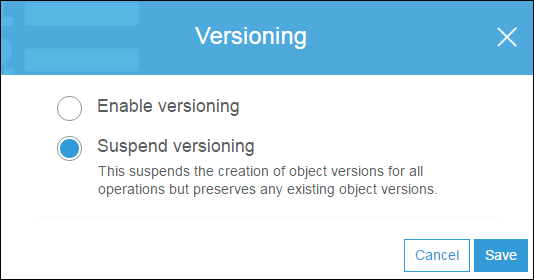 Versioning
Enable versioning
Suspend versioning
This suspends the creation of object versions for all
operations but preserves any existing object versions.
Cancel
Save